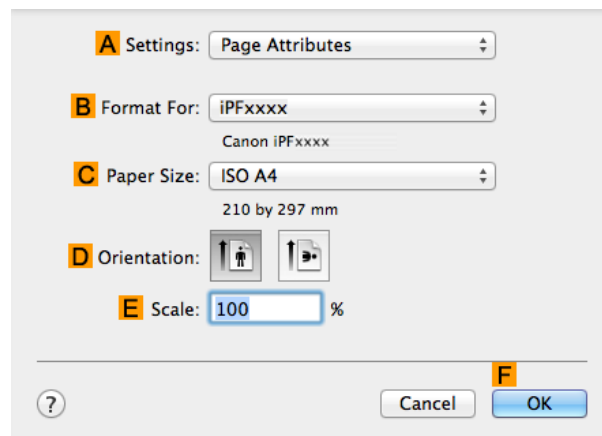 A Settings: Page Attributes
B Format For: iPFxxxx
Canon iPFxxxx
C Paper Size: ISO A4
210 by 297 mm
D Orientation:
E Scale: 100 %
F
? Cancel OK